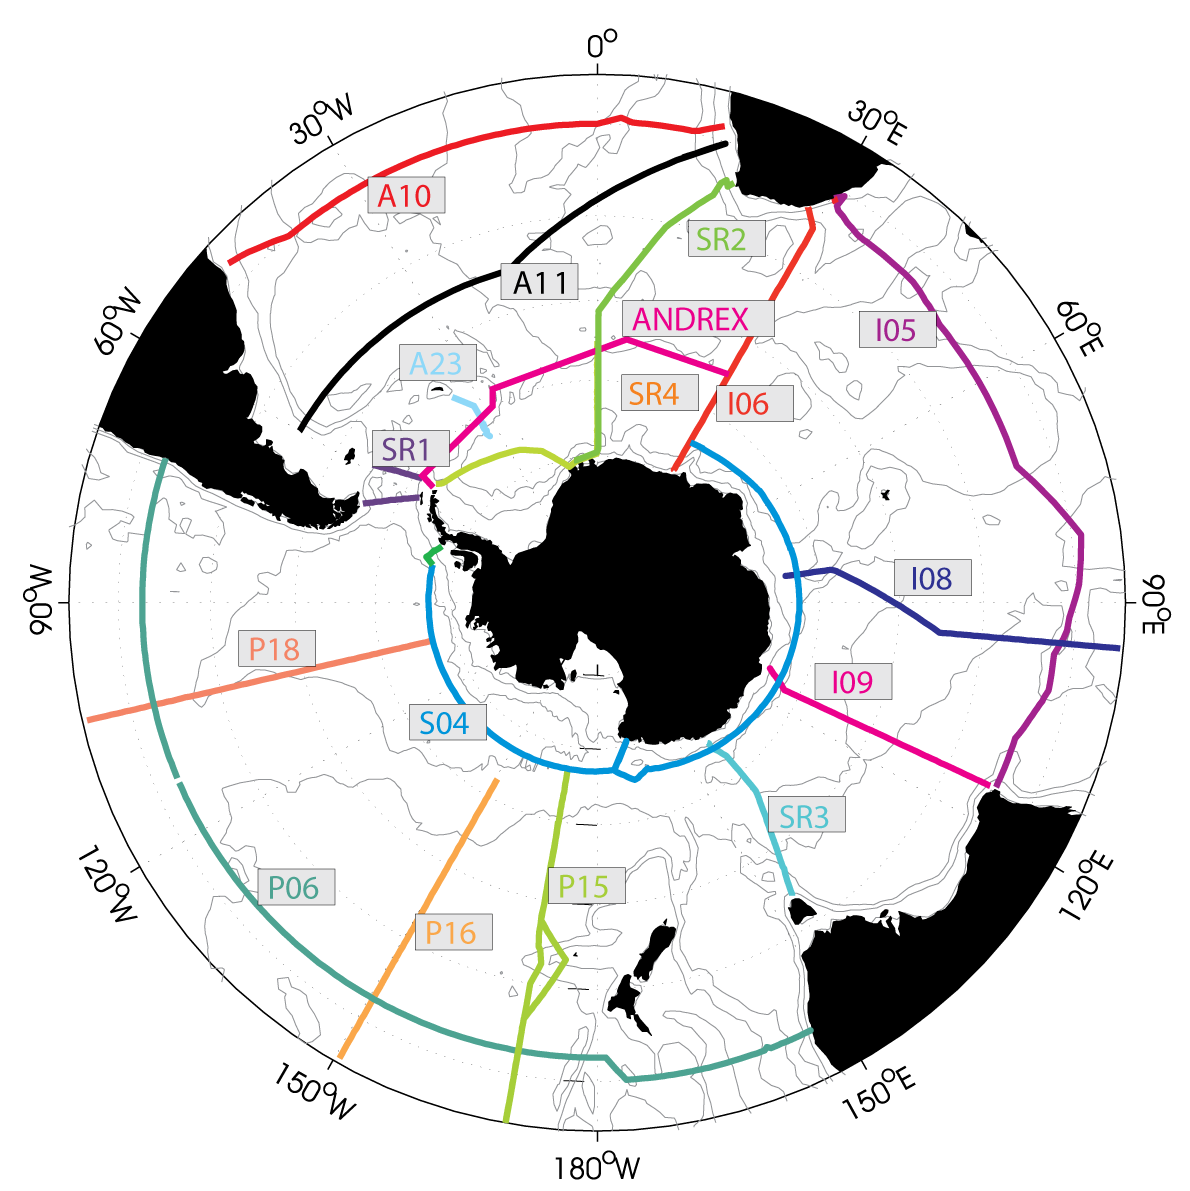 0°
30°W
30°E
A10
SR2
A11
60°W
ANDREX
60°E
I05
A23
SR4
I06
SR1
90°W
I08
90°E
P18
I09
S04
SR3
120°W
P06
P15
120°E
P16
150°W
150°E
180°W